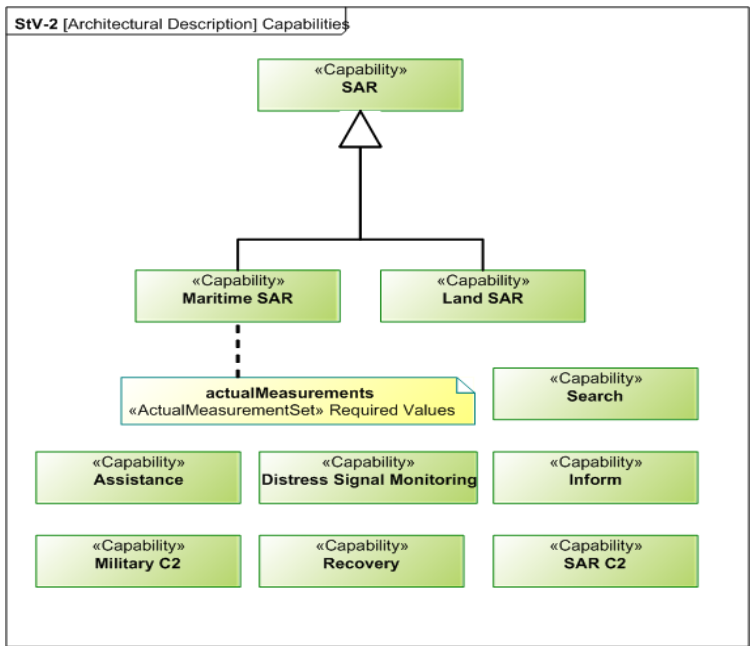 StV-2 [Architectural Description] Capabilities
«Capability»
SAR
«Capability»
Maritime SAR
«Capability»
Land SAR
actualMeasurements
«ActualMeasurementSet» Required Values
«Capability»
Search
«Capability»
Assistance
«Capability»
Distress Signal Monitoring
«Capability»
Inform
«Capability»
Military C2
«Capability»
Recovery
«Capability»
SAR C2